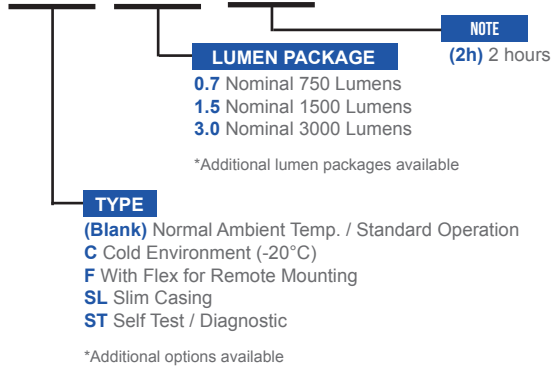 NOTE
(2h) 2 hours
LUMEN PACKAGE
0.7 Nominal 750 Lumens
1.5 Nominal 1500 Lumens
3.0 Nominal 3000 Lumens
*Additional lumen packages available
TYPE
(Blank) Normal Ambient Temp. / Standard Operation
C Cold Environment (-20°C)
F With Flex for Remote Mounting
SL Slim Casing
ST Self Test / Diagnostic
*Additional options available